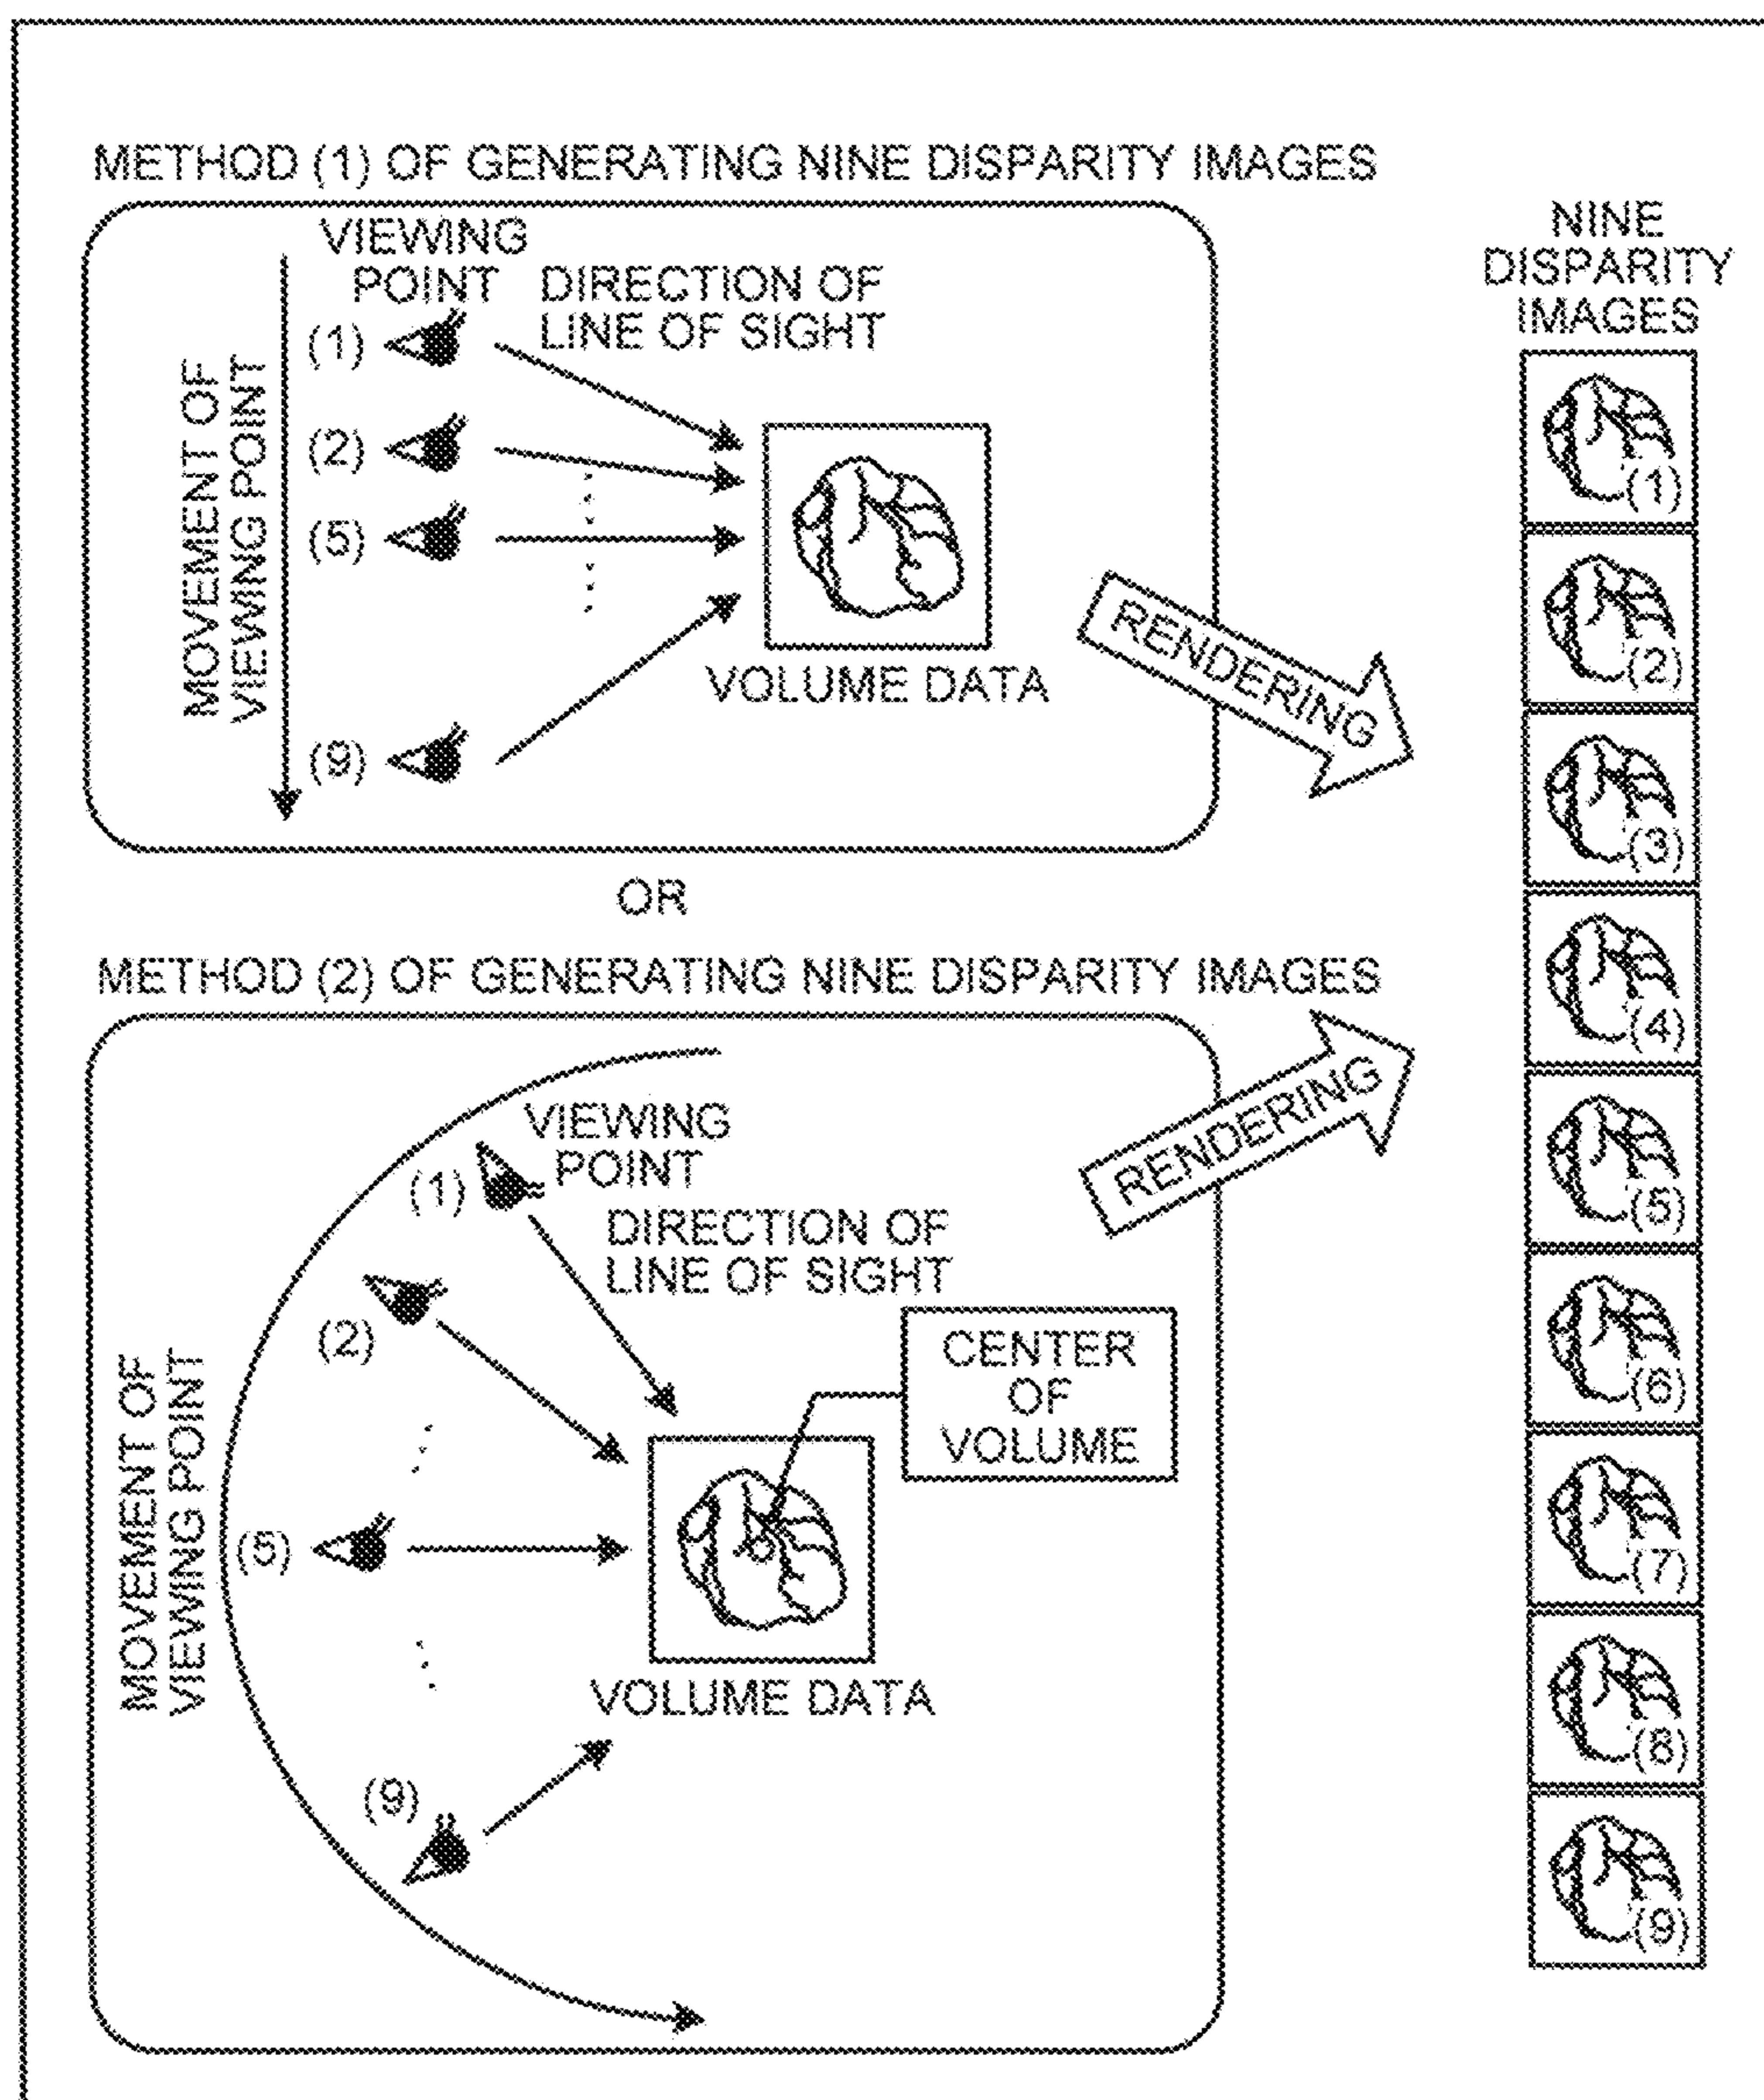 METHOD (1) OF GENERATING NINE DISPARITY IMAGES
VIEWING
POINT
DIRECTION OF
LINE OF SIGHT
(1)
(2)
(5)
(9)
MOVEMENT OF
VIEWING POINT
VOLUME DATA
RENDERING
OR
METHOD (2) OF GENERATING NINE DISPARITY IMAGES
VIEWING
POINT
DIRECTION OF
LINE OF SIGHT
(1)
(2)
(5)
(9)
MOVEMENT OF
VIEWING POINT
CENTER
OF
VOLUME
VOLUME DATA
RENDERING
NINE
DISPARITY
IMAGES
(1)
(2)
(3)
(4)
(5)
(6)
(7)
(8)
(9)